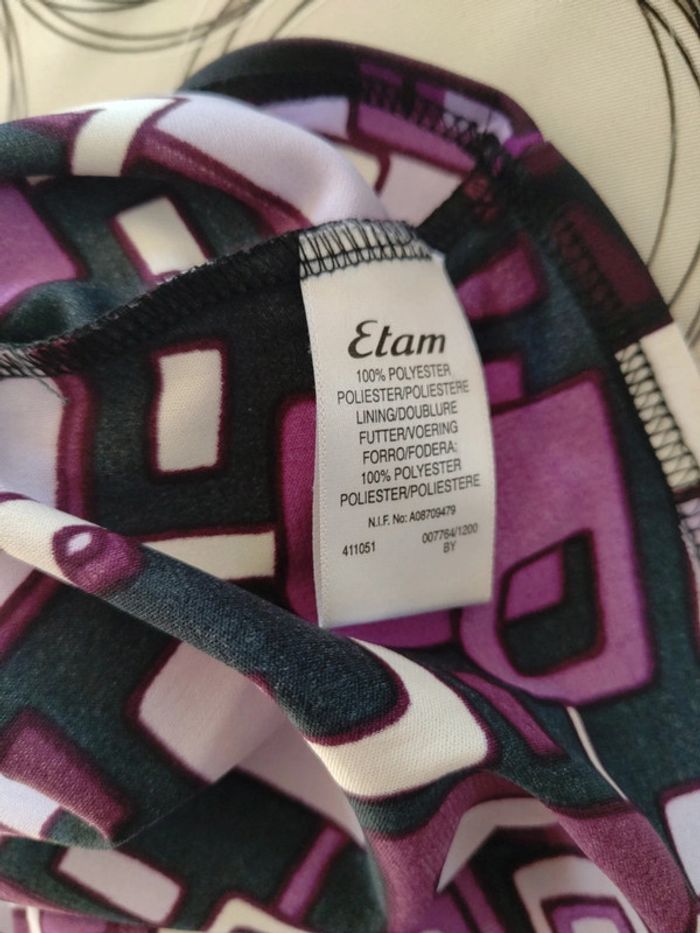 Etam
100% POLYESTER
POLIESTER/POLIESTERE
LINING/DOUBLURE
FUTTER/VOERING
FORRO/FODERA:
100% POLYESTER
POLIESTER/POLIESTERE
N.I.F. No: A08709479
411051 007764/1200
BY